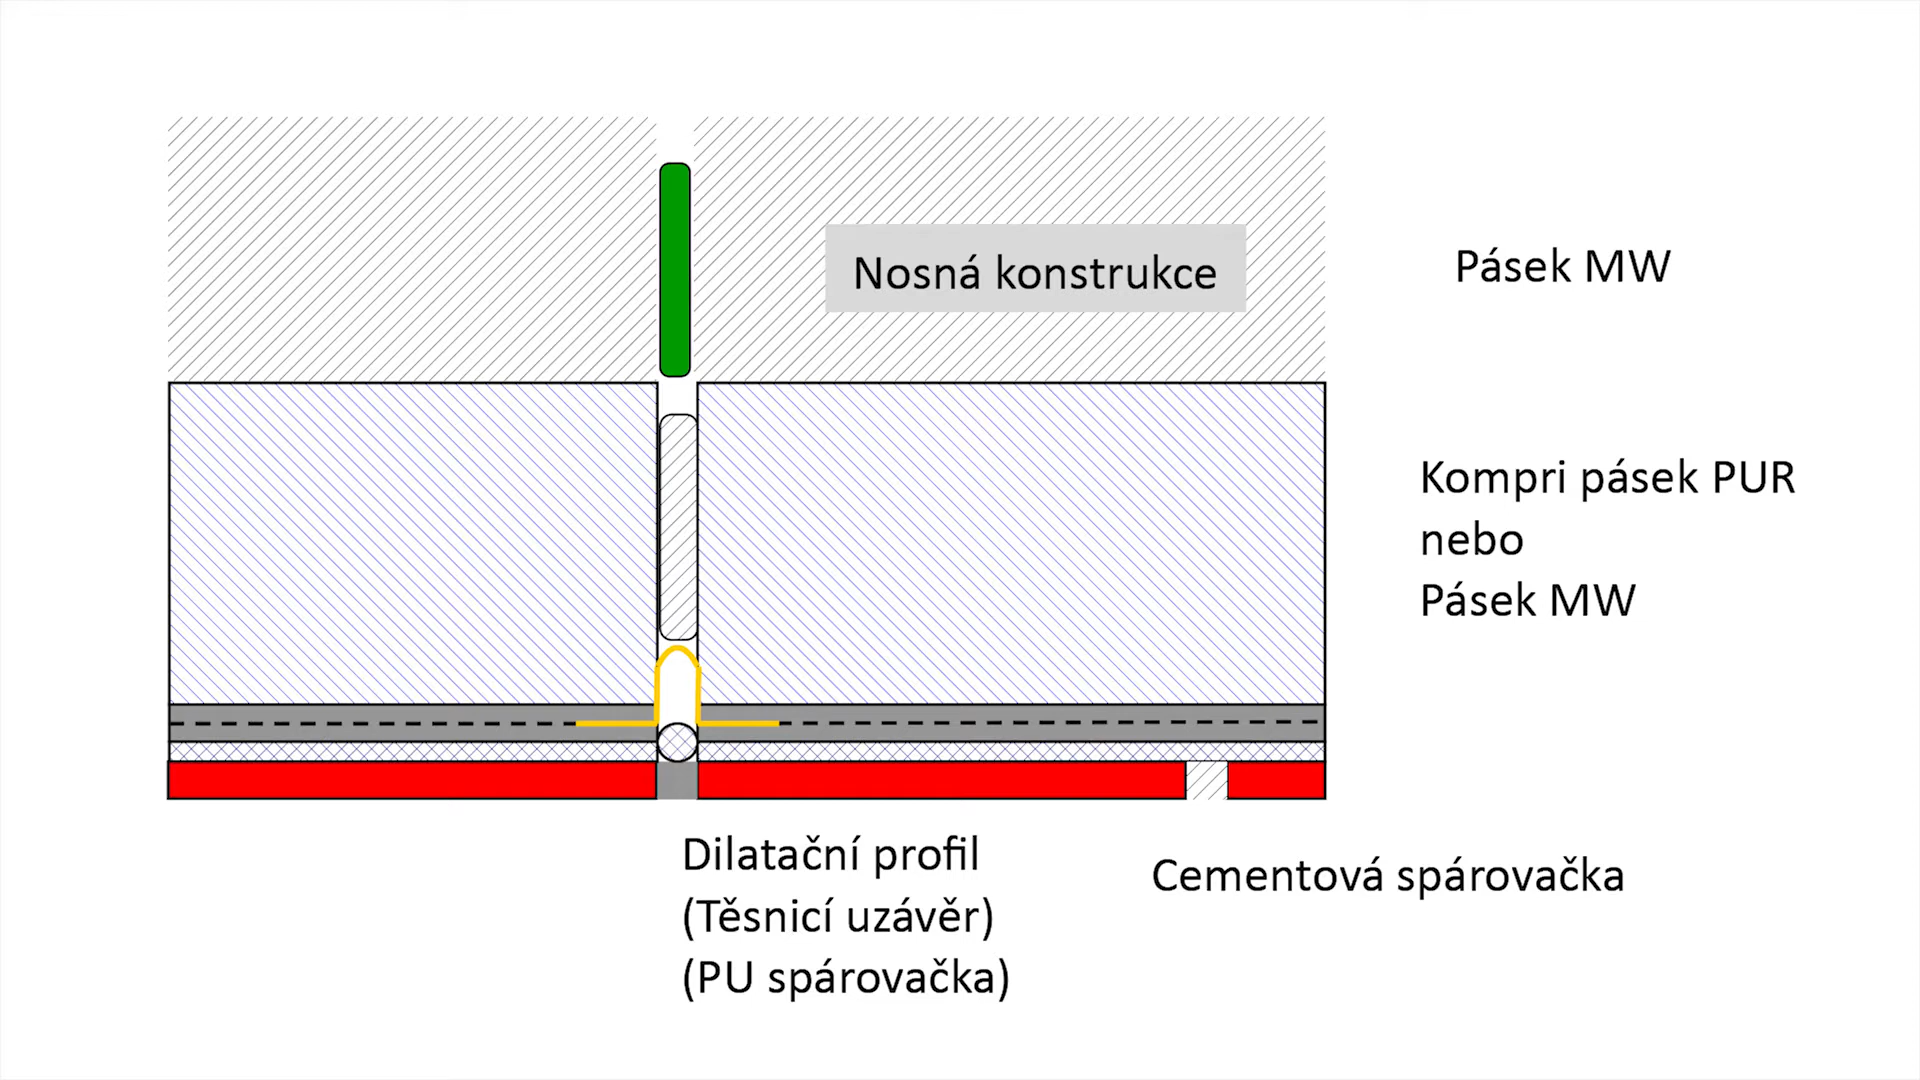 Nosná konstrukce
Pásek MW
Kompri pásek PUR
nebo
Pásek MW
Dilatační profil
(Těsnicí uzávěr)
(PU spárovačka)
Cementová spárovačka